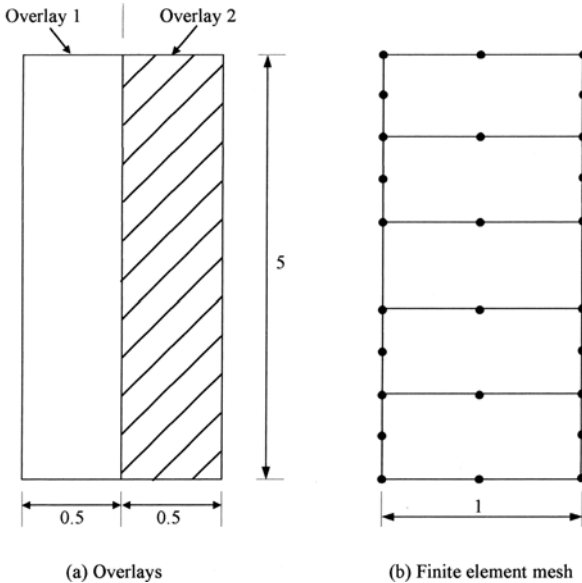 Overlay 1
Overlay 2
5
0.5
0.5
1
(a) Overlays
(b) Finite element mesh